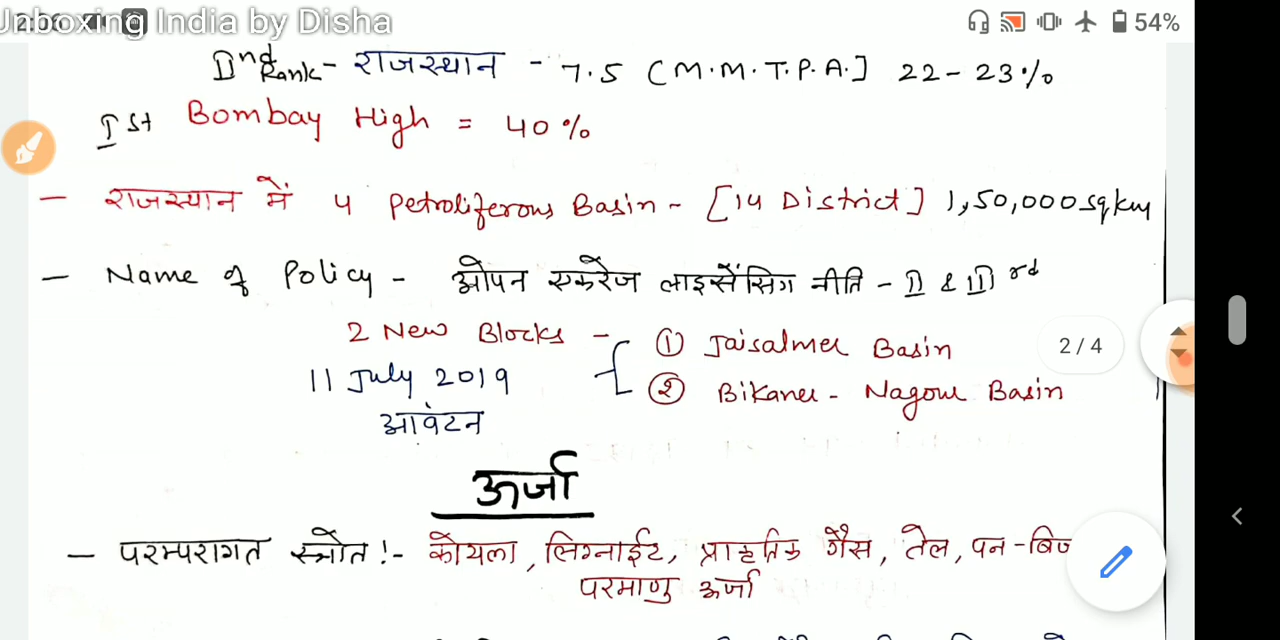 Unboxing India by Disha
54%
IInd Rank - राजस्थान - 7.5 (M.M.T.P.A.] 22-23%
Ist Bombay High = 40%
- राजस्थान में 4 Petroliferous Basin - [14 District] 1,50,000 sq km
- Name of Policy - ओपन एकरेज लाइसेंसिग नीति - II & III rd
2 New Blocks - ① Jaisalmer Basin
11 July 2019 ② Bikaner - Nagour Basin
आवंटन
2/4
ऊर्जा
- परम्परागत स्त्रोत :- कोयला, लिग्नाईट, प्राकृतिक गैस, तेल, पन-बिज
परमाणु ऊर्जा